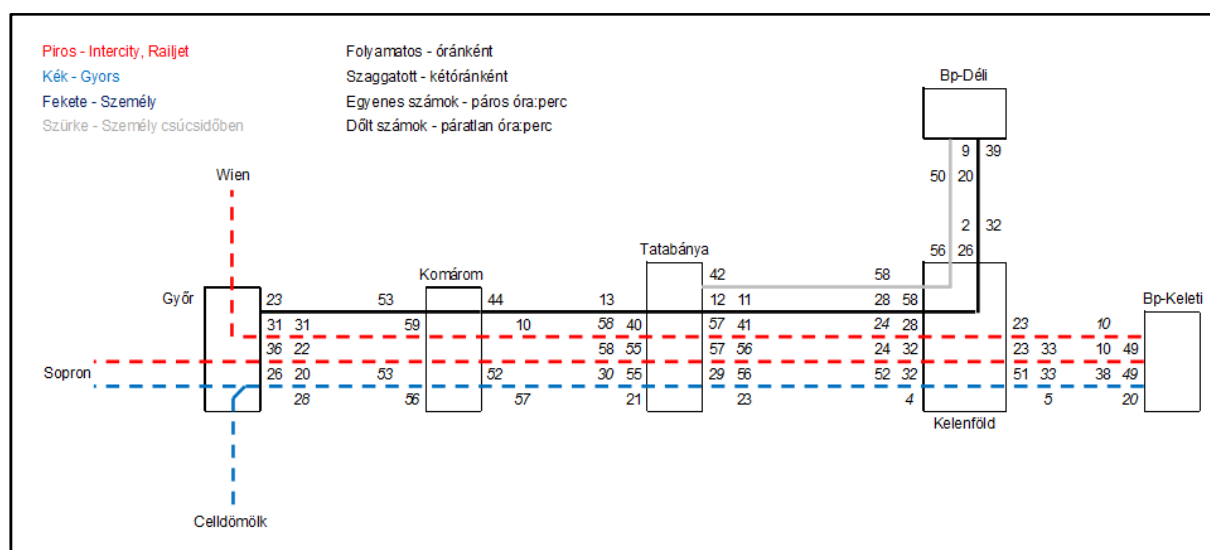 Piros - Intercity, Railjet
Folyamatos - óránként
Kék - Gyors
Szaggatott - kétóránként
Bp-Déli
Fekete - Személy
Egyenes számok - páros óra:perc
Szürke - Személy csúcsidőben
Dőlt számok - páratlan óra:perc
9 39
Wien
50 20
2 32
Tatabánya
56 26
Komárom
42 58
Győr
23 53 44 13 12 11 28 58
Bp-Keleti
31 31 59 10 58 40 57 41 24 28 23 10
36 22 58 55 57 56 24 32 23 33 10 49
Sopron
26 20 53 52 30 55 29 56 52 32 51 33 38 49
28 56 57 21 23 4 5 20
Kelenföld
Celldömölk